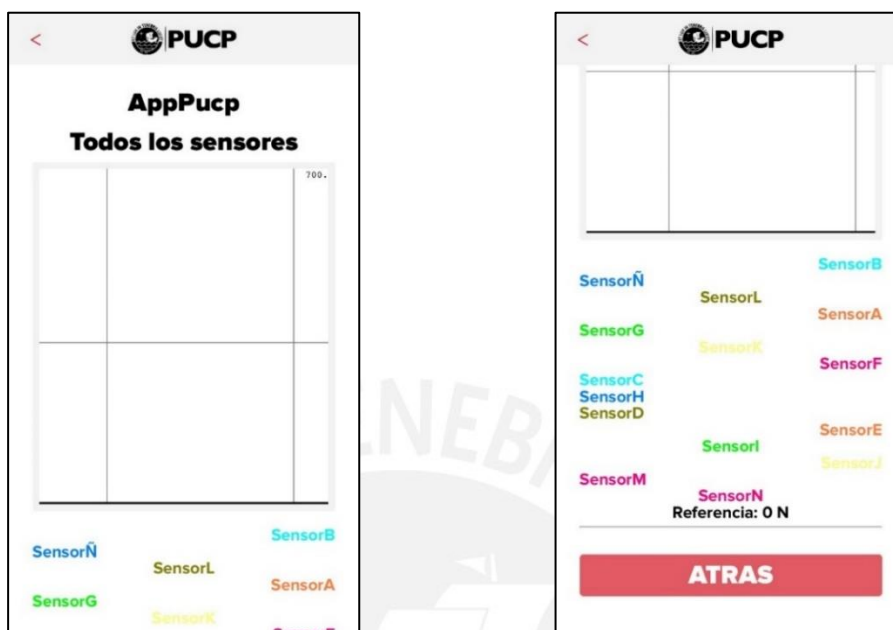 < PUCP
AppPucp
Todos los sensores
700.
SensorB
SensorÑ
SensorL
SensorA
SensorG
SensorK
< PUCP
SensorB
SensorÑ
SensorL
SensorA
SensorG
SensorK
SensorF
SensorC
SensorH
SensorD
SensorE
SensorI
SensorJ
SensorM
SensorN
Referencia: 0 N
ATRAS